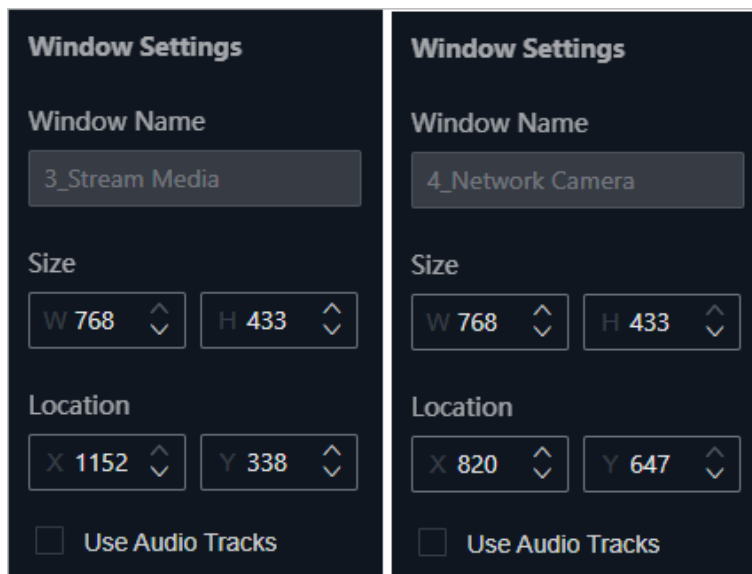 Window Settings
Window Name
3_Stream Media
Size
W 768 H 433
Location
X 1152 Y 338
Use Audio Tracks
Window Settings
Window Name
4_Network Camera
Size
W 768 H 433
Location
X 820 Y 647
Use Audio Tracks